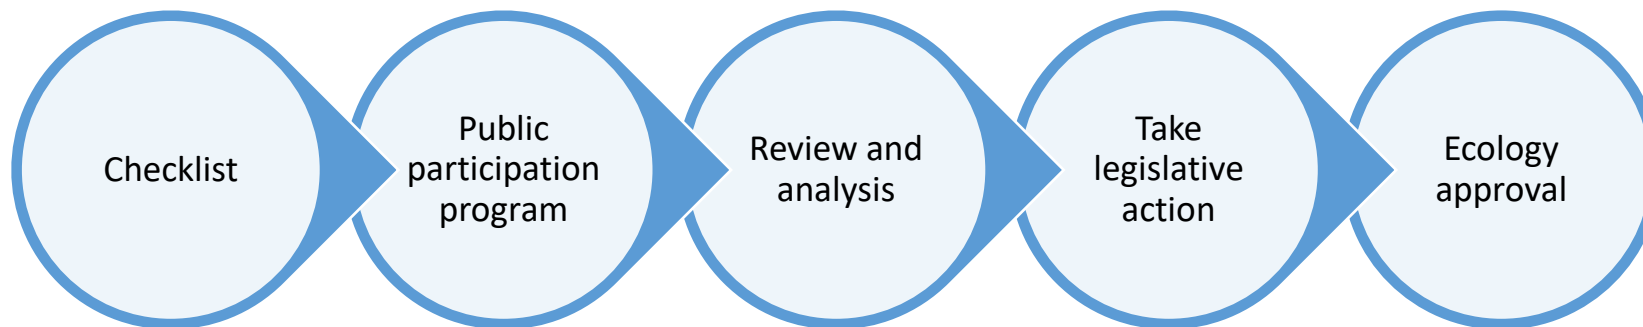 Checklist
Public
participation
program
Review and
analysis
Take
legislative
action
Ecology
approval